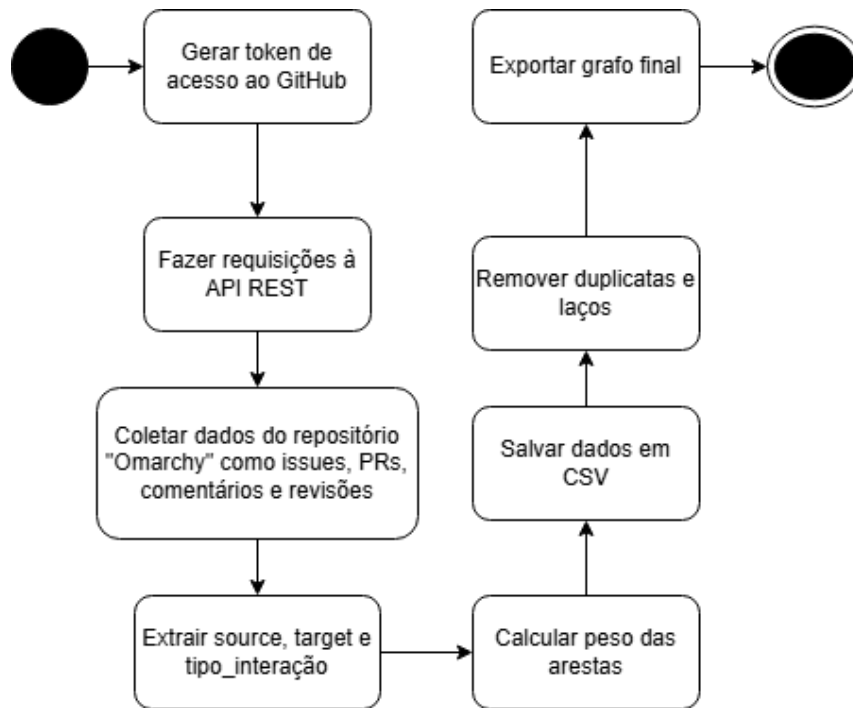 Gerar token de
acesso ao GitHub
Fazer requisições à
API REST
Coletar dados do repositório
"Omarchy" como issues, PRs,
comentários e revisões
Extrair source, target e
tipo_interação
Calcular peso das
arestas
Salvar dados em
CSV
Remover duplicatas e
laços
Exportar grafo final